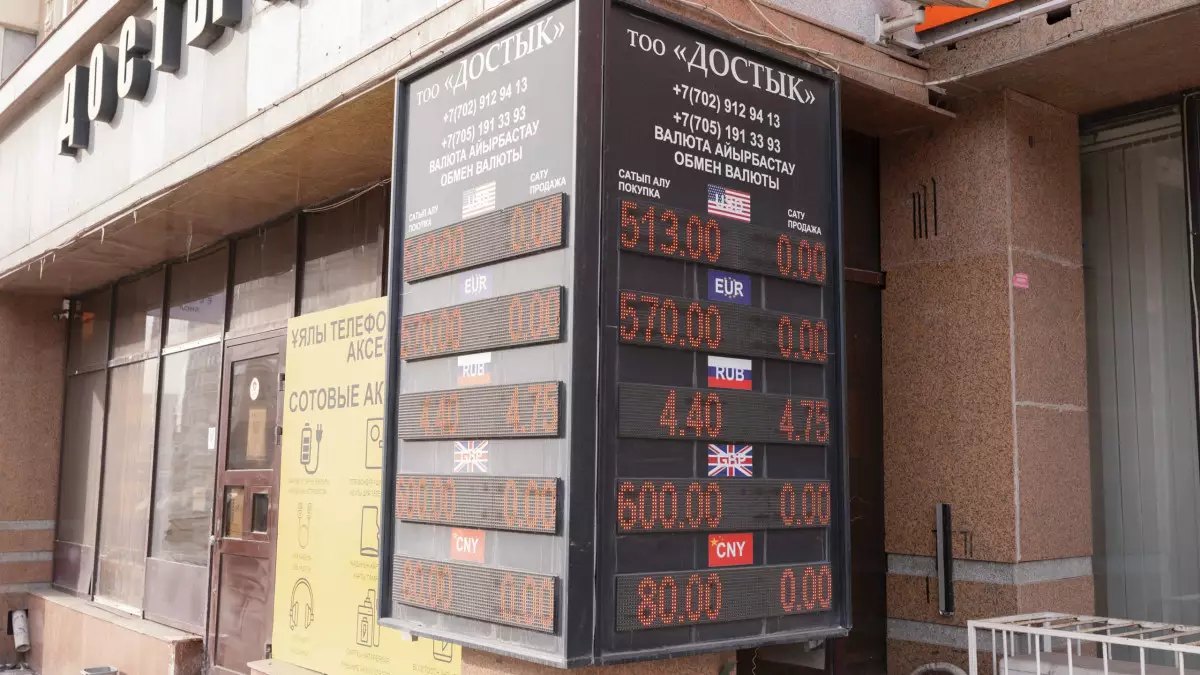 ДОСТЫ
ТОО «ДОСТЫК»
+7(702) 912 94 13
+7(705) 191 33 93
ВАЛЮТА АЙЫРБАСТАУ
ОБМЕН ВАЛЮТЫ
САТЫП АЛУ
ПОКУПКА
САТУ
ПРОДАЖА
USD
513.00 0.00
EUR
570.00 0.00
RUB
4.40 4.75
GBP
600.00 0.00
CNY
80.00 0.00
ТОО «ДОСТЫК»
+7(702) 912 94 13
+7(705) 191 33 93
ВАЛЮТА АЙЫРБАСТАУ
ОБМЕН ВАЛЮТЫ
САТЫП АЛУ
ПОКУПКА
САТУ
ПРОДАЖА
USD
513.00 0.00
EUR
570.00 0.00
RUB
4.40 4.75
GBP
600.00 0.00
CNY
80.00 0.00
ҰЯЛЫ ТЕЛЕФО
АКСЕ
СОТОВЫЕ АК